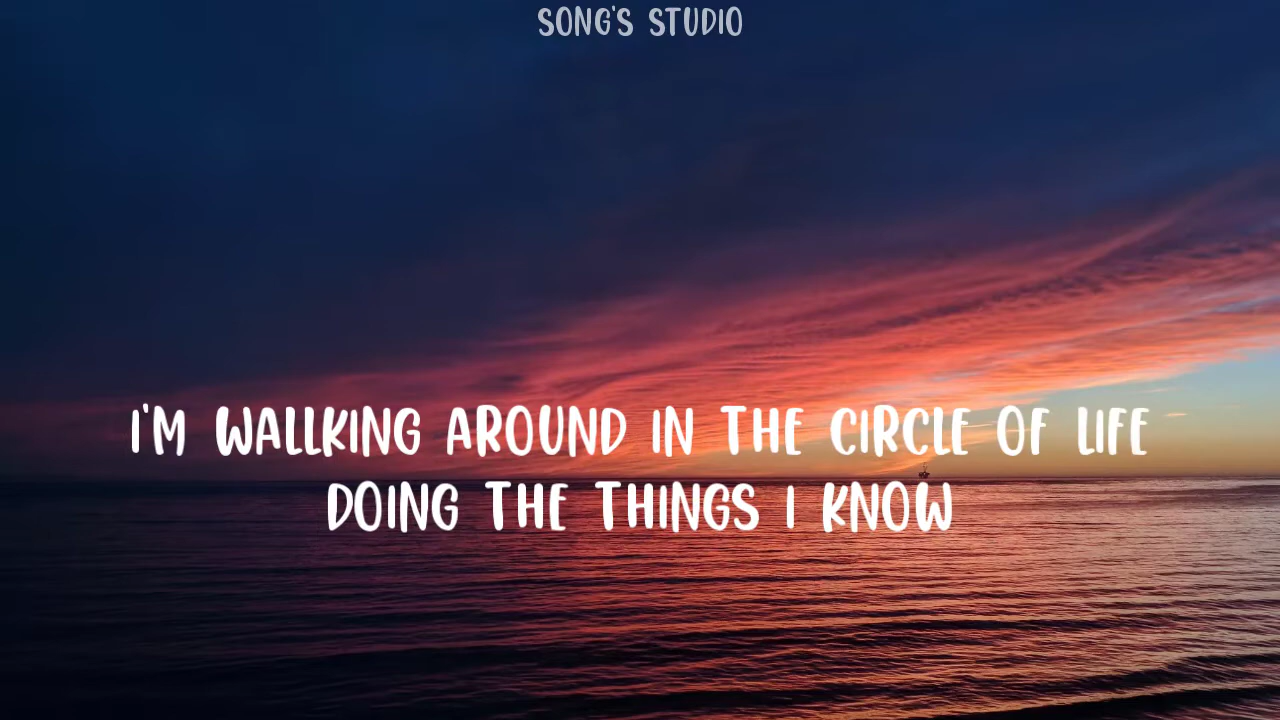 SONG'S STUDIO
I'M WALLKING AROUND IN THE CIRCLE OF LIFE
DOING THE THINGS I KNOW